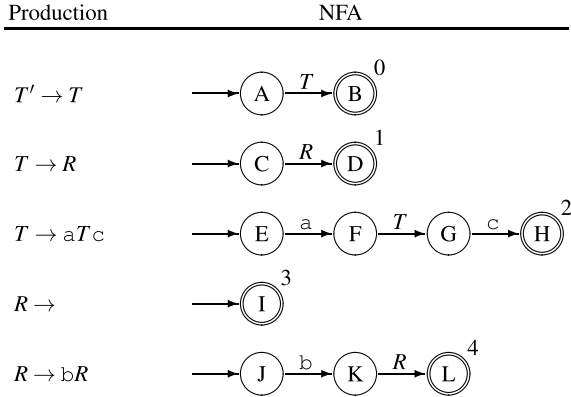 Production NFA
T′ → T A T B 0
T → R C R D 1
T → aTc E a F T G c H 2
R → I 3
R → bR J b K R L 4